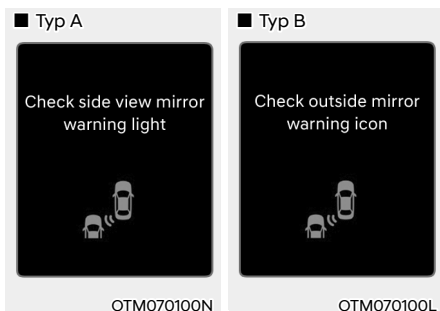 ■ Typ A
Check side view mirror
warning light
OTM070100N
■ Typ B
Check outside mirror
warning icon
OTM070100L